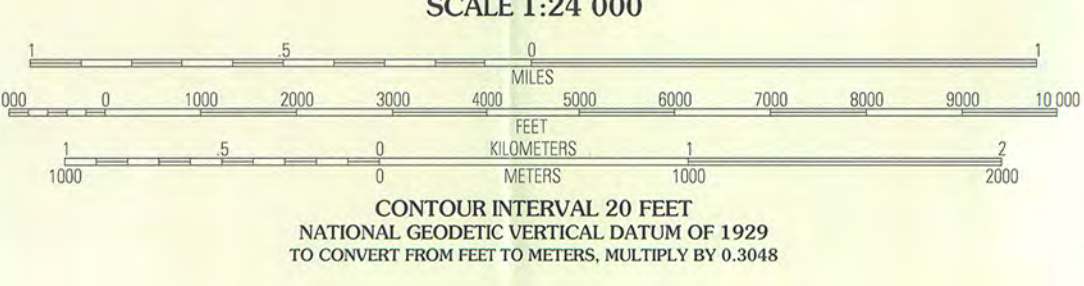 SCALE 1:24 000
1 .5 0 1
MILES
000 0 1000 2000 3000 4000 5000 6000 7000 8000 9000 10 000
FEET
1 .5 0 KILOMETERS 1 2
1000 0 METERS 1000 2000
CONTOUR INTERVAL 20 FEET
NATIONAL GEODETIC VERTICAL DATUM OF 1929
TO CONVERT FROM FEET TO METERS, MULTIPLY BY 0.3048